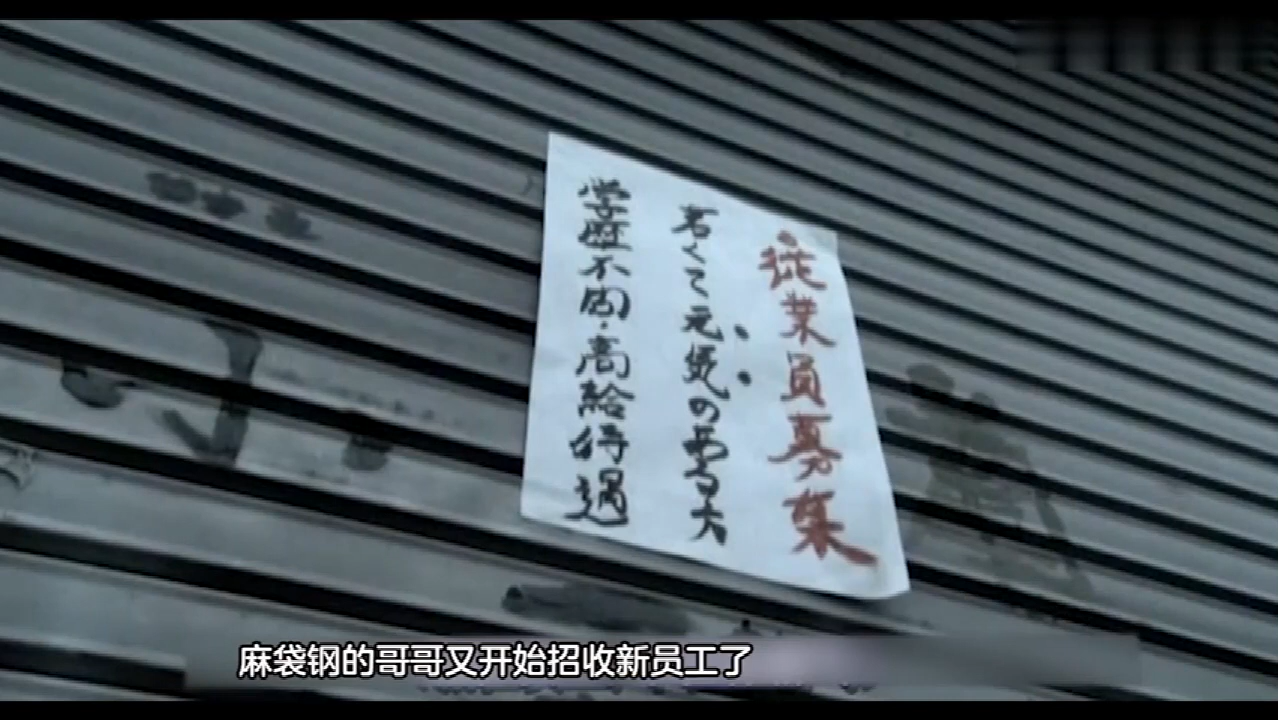 従業員募集
若くて元気の
学歴不問・高給待遇
麻袋钢的哥哥又开始招收新员工了